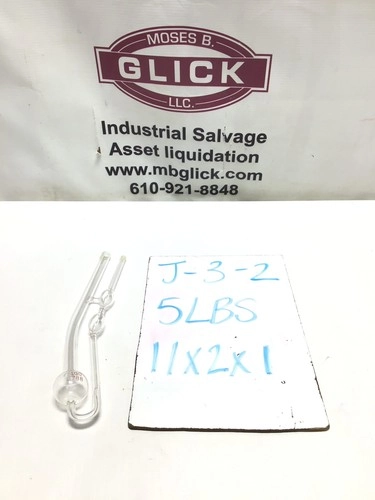 MOSES B.
GLICK
LLC.
Industrial Salvage
Asset liquidation
www.mbglick.com
610-921-8848
J-3-2
5LBS
11x2x1